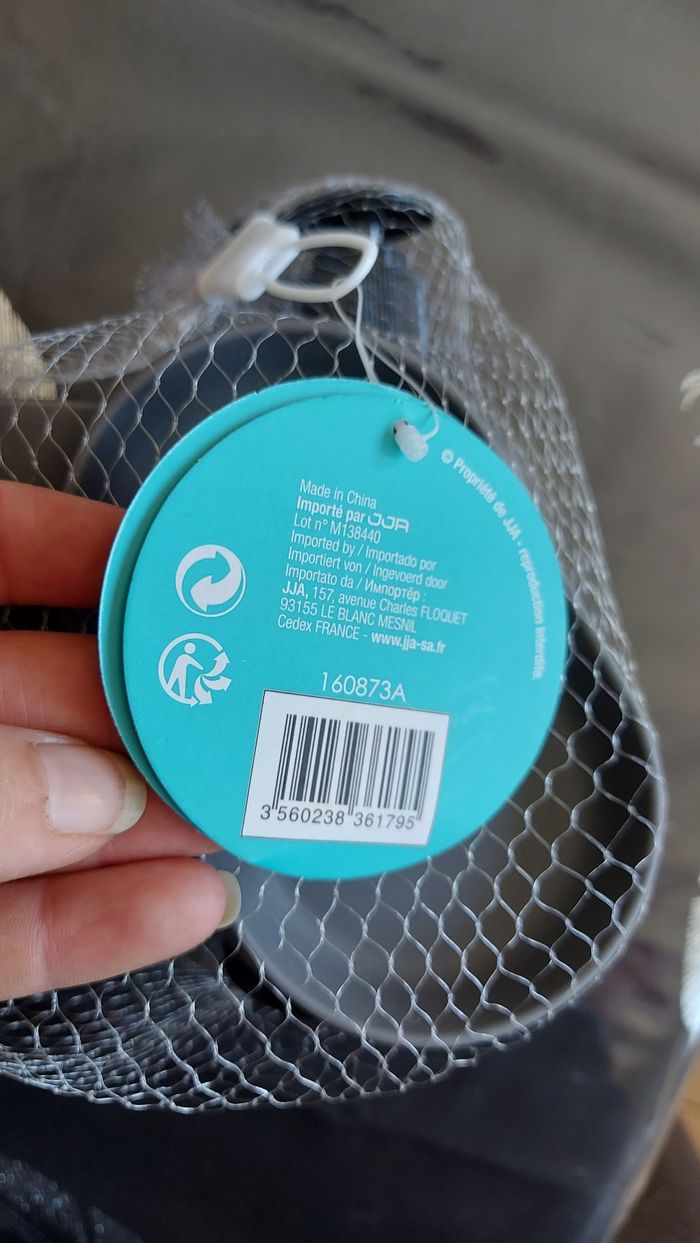 © Propriété de JJA - reproduction interdite.
Made in China
Importé par JJA
Lot n° M138440
Imported by / Importado por
Importiert von / Ingevoerd door
Importato da / Импортёр :
JJA, 157, avenue Charles FLOQUET
93155 LE BLANC MESNIL
Cedex FRANCE - www.jja-sa.fr
160873A
3 560238 361795